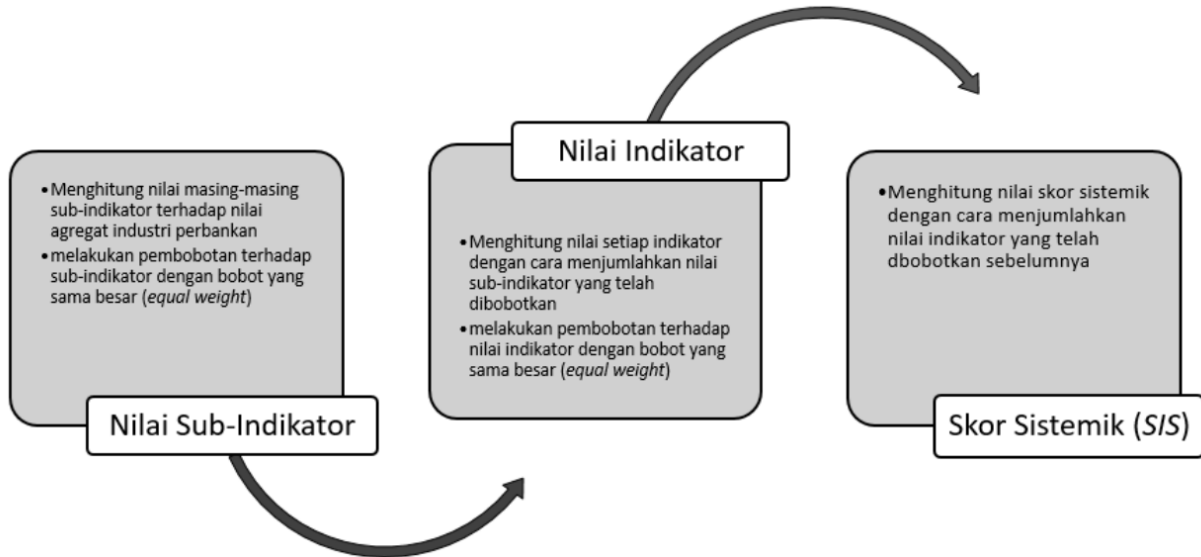 • Menghitung nilai masing-masing
sub-indikator terhadap nilai
agregat industri perbankan
• melakukan pembobotan terhadap
sub-indikator dengan bobot yang
sama besar (equal weight)
Nilai Sub-Indikator
Nilai Indikator
• Menghitung nilai setiap indikator
dengan cara menjumlahkan nilai
sub-indikator yang telah
dibobotkan
• melakukan pembobotan terhadap
nilai indikator dengan bobot yang
sama besar (equal weight)
• Menghitung nilai skor sistemik
dengan cara menjumlahkan
nilai indikator yang telah
dbobotkan sebelumnya
Skor Sistemik (SIS)